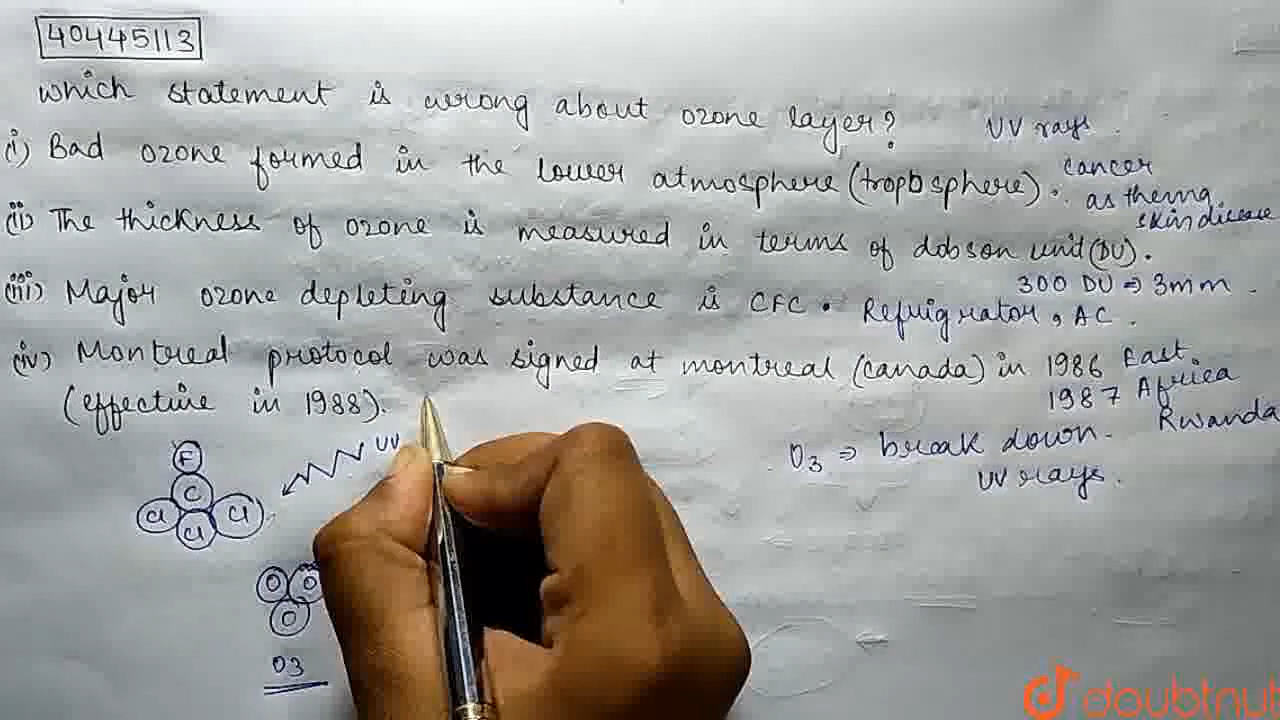 40445113
which statement is wrong about ozone layer?
UV rays.
(i) Bad ozone formed in the lower atmosphere (troposphere).
cancer
as thema
skin disease
(ii) The thickness of ozone is measured in terms of dobson unit (DU).
300 DU ⇒ 3mm.
(iii) Major ozone depleting substance is CFC.
Refrigrator, AC.
(iv) Montreal protocol was signed at montreal (canada) in 1986
(effective in 1988).
1987
East
Africa
Rwanda
O3 ⇒ break down.
UV rays.
UV
F
C
Cl Cl
Cl
O O
O
O3
doubtnut